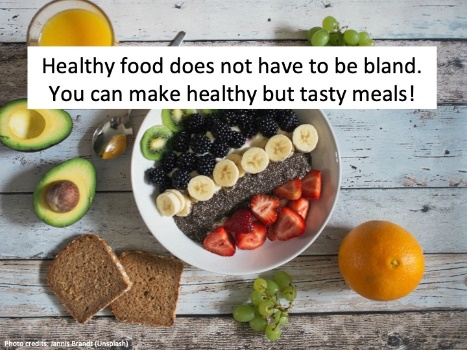 Healthy food does not have to be bland.
You can make healthy but tasty meals!
Photo credits: Jannis Brandt (Unsplash)